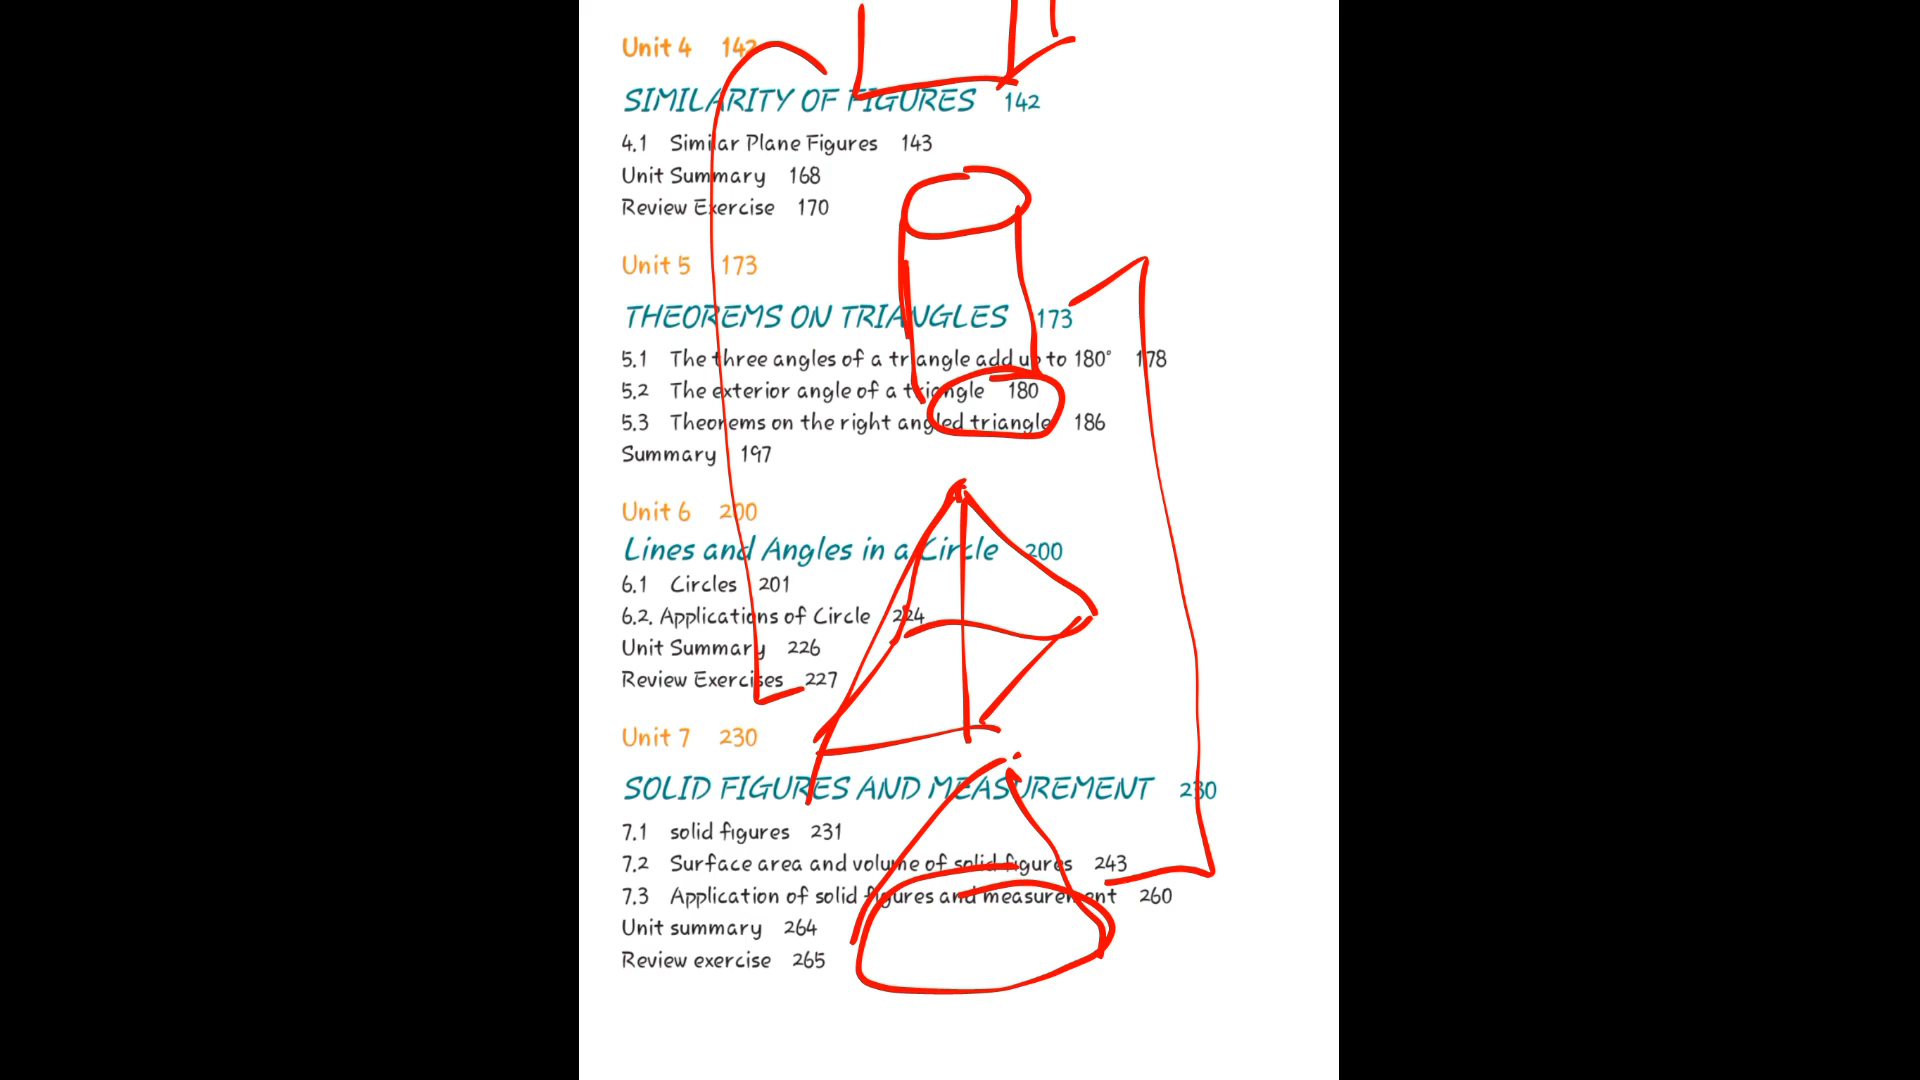 Unit 4 142
SIMILARITY OF FIGURES 142
4.1 Similar Plane Figures 143
Unit Summary 168
Review Exercise 170
Unit 5 173
THEOREMS ON TRIANGLES 173
5.1 The three angles of a triangle add up to 180° 178
5.2 The exterior angle of a triangle 180
5.3 Theorems on the right angled triangle 186
Summary 197
Unit 6 200
Lines and Angles in a Circle 200
6.1 Circles 201
6.2. Applications of Circle 224
Unit Summary 226
Review Exercises 227
Unit 7 230
SOLID FIGURES AND MEASUREMENT 230
7.1 solid figures 231
7.2 Surface area and volume of solid figures 243
7.3 Application of solid figures and measurement 260
Unit summary 264
Review exercise 265